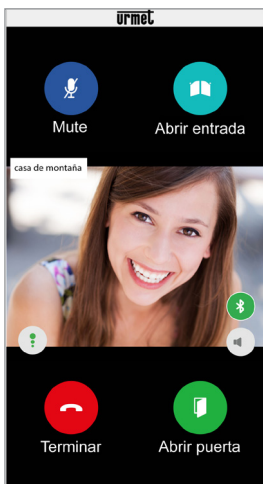 urmet
Mute
Abrir entrada
casa de montaña
Terminar
Abrir puerta